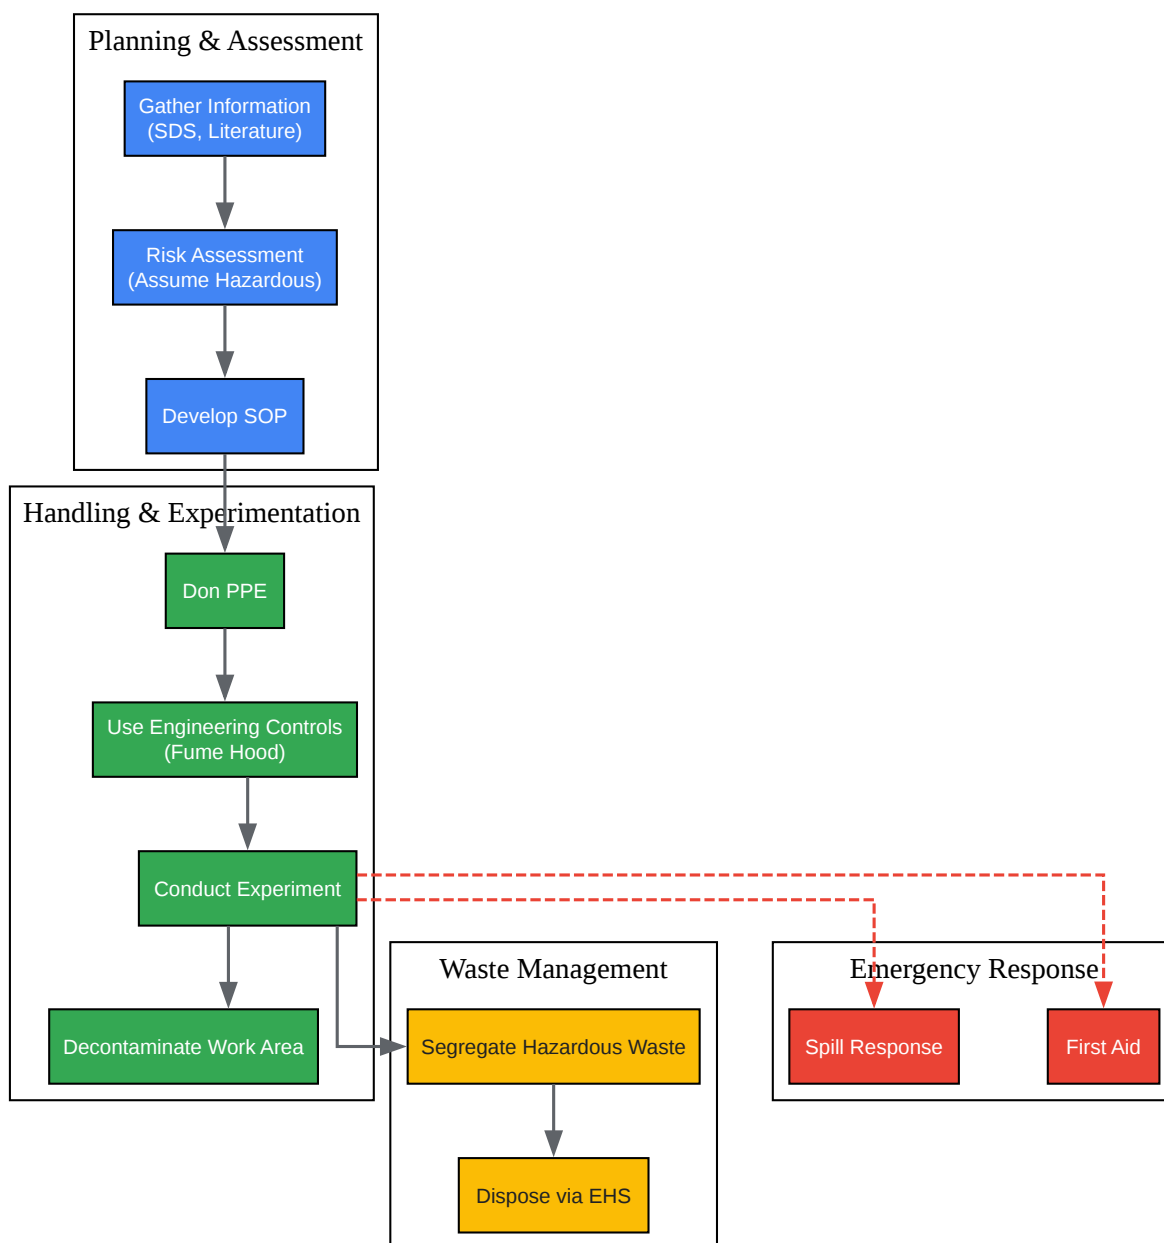 Planning & Assessment
Gather Information
(SDS, Literature)
Risk Assessment
(Assume Hazardous)
Develop SOP
Handling & Experimentation
Don PPE
Use Engineering Controls
(Fume Hood)
Conduct Experiment
Decontaminate Work Area
Waste Management
Segregate Hazardous Waste
Dispose via EHS
Emergency Response
Spill Response
First Aid